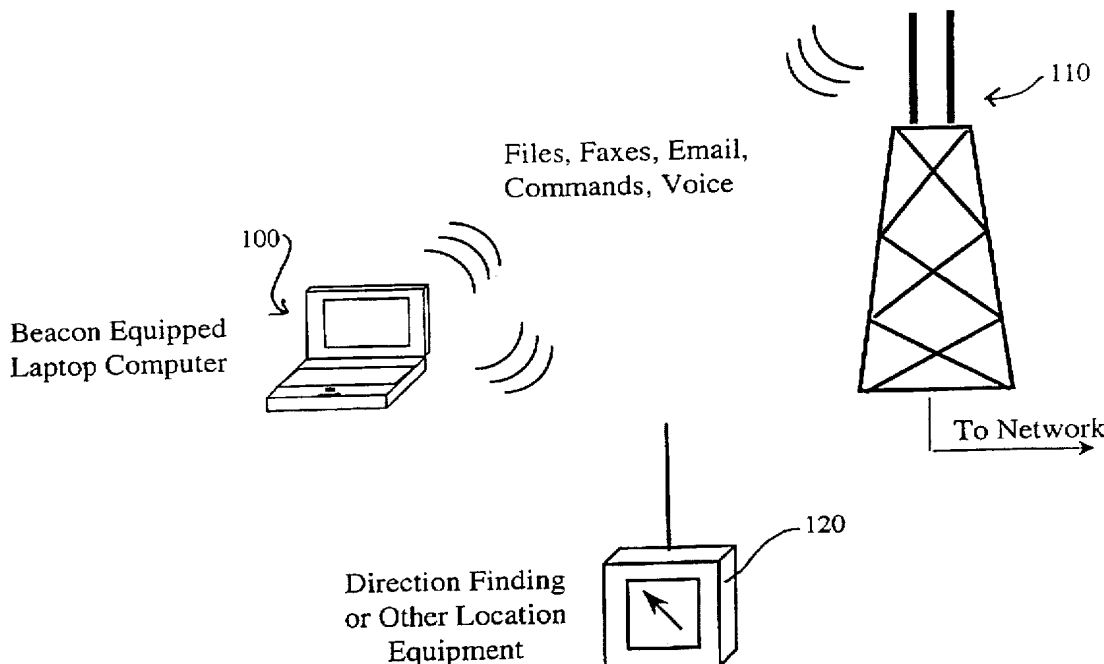 110
Files, Faxes, Email,
Commands, Voice
100
Beacon Equipped
Laptop Computer
To Network
120
Direction Finding
or Other Location
Equipment